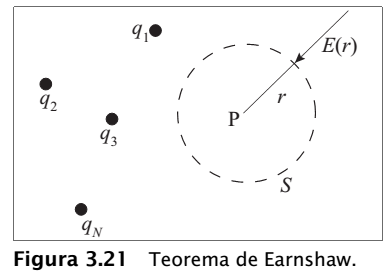 q1
E(r)
q2
r
q3
P
S
qN
Figura 3.21 Teorema de Earnshaw.